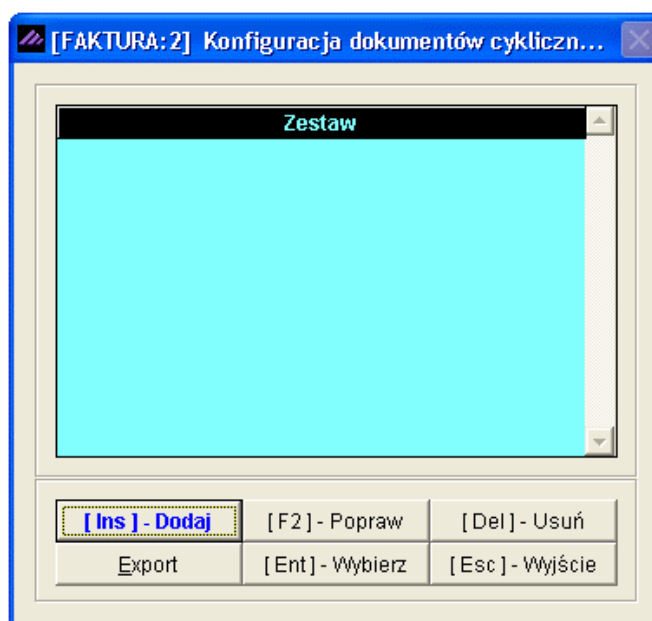 [FAKTURA:2] Konfiguracja dokumentów cykliczn...
Zestaw
[ Ins ] - Dodaj
[ F2 ] - Popraw
[ Del ] - Usuń
Export
[ Ent ] - Wybierz
[ Esc ] - Wyjście